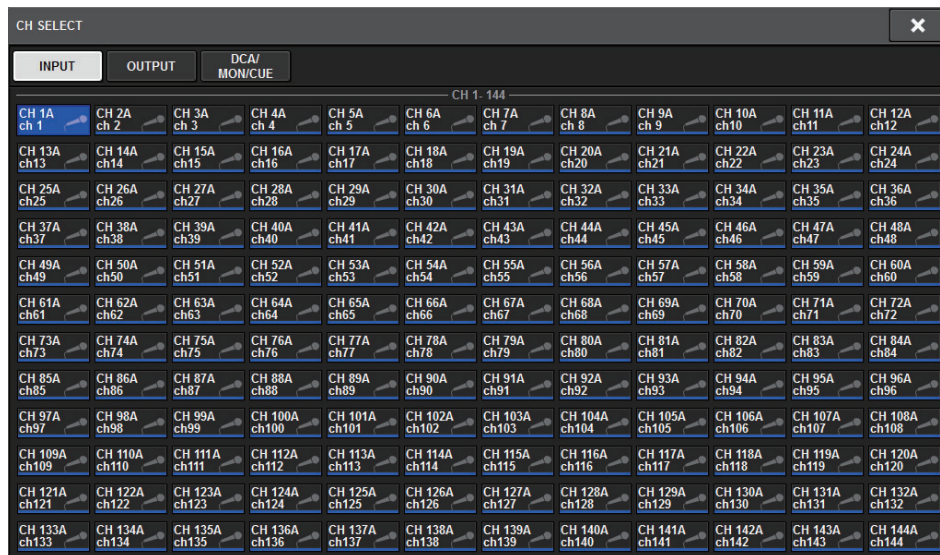 CH SELECT
INPUT OUTPUT DCA/
MON/CUE
CH 1- 144
CH 1A CH 2A CH 3A CH 4A CH 5A CH 6A CH 7A CH 8A CH 9A CH 10A CH 11A CH 12A
ch 1 ch 2 ch 3 ch 4 ch 5 ch 6 ch 7 ch 8 ch 9 ch10 ch11 ch12
CH 13A CH 14A CH 15A CH 16A CH 17A CH 18A CH 19A CH 20A CH 21A CH 22A CH 23A CH 24A
ch13 ch14 ch15 ch16 ch17 ch18 ch19 ch20 ch21 ch22 ch23 ch24
CH 25A CH 26A CH 27A CH 28A CH 29A CH 30A CH 31A CH 32A CH 33A CH 34A CH 35A CH 36A
ch25 ch26 ch27 ch28 ch29 ch30 ch31 ch32 ch33 ch34 ch35 ch36
CH 37A CH 38A CH 39A CH 40A CH 41A CH 42A CH 43A CH 44A CH 45A CH 46A CH 47A CH 48A
ch37 ch38 ch39 ch40 ch41 ch42 ch43 ch44 ch45 ch46 ch47 ch48
CH 49A CH 50A CH 51A CH 52A CH 53A CH 54A CH 55A CH 56A CH 57A CH 58A CH 59A CH 60A
ch49 ch50 ch51 ch52 ch53 ch54 ch55 ch56 ch57 ch58 ch59 ch60
CH 61A CH 62A CH 63A CH 64A CH 65A CH 66A CH 67A CH 68A CH 69A CH 70A CH 71A CH 72A
ch61 ch62 ch63 ch64 ch65 ch66 ch67 ch68 ch69 ch70 ch71 ch72
CH 73A CH 74A CH 75A CH 76A CH 77A CH 78A CH 79A CH 80A CH 81A CH 82A CH 83A CH 84A
ch73 ch74 ch75 ch76 ch77 ch78 ch79 ch80 ch81 ch82 ch83 ch84
CH 85A CH 86A CH 87A CH 88A CH 89A CH 90A CH 91A CH 92A CH 93A CH 94A CH 95A CH 96A
ch85 ch86 ch87 ch88 ch89 ch90 ch91 ch92 ch93 ch94 ch95 ch96
CH 97A CH 98A CH 99A CH 100A CH 101A CH 102A CH 103A CH 104A CH 105A CH 106A CH 107A CH 108A
ch97 ch98 ch99 ch100 ch101 ch102 ch103 ch104 ch105 ch106 ch107 ch108
CH 109A CH 110A CH 111A CH 112A CH 113A CH 114A CH 115A CH 116A CH 117A CH 118A CH 119A CH 120A
ch109 ch110 ch111 ch112 ch113 ch114 ch115 ch116 ch117 ch118 ch119 ch120
CH 121A CH 122A CH 123A CH 124A CH 125A CH 126A CH 127A CH 128A CH 129A CH 130A CH 131A CH 132A
ch121 ch122 ch123 ch124 ch125 ch126 ch127 ch128 ch129 ch130 ch131 ch132
CH 133A CH 134A CH 135A CH 136A CH 137A CH 138A CH 139A CH 140A CH 141A CH 142A CH 143A CH 144A
ch133 ch134 ch135 ch136 ch137 ch138 ch139 ch140 ch141 ch142 ch143 ch144